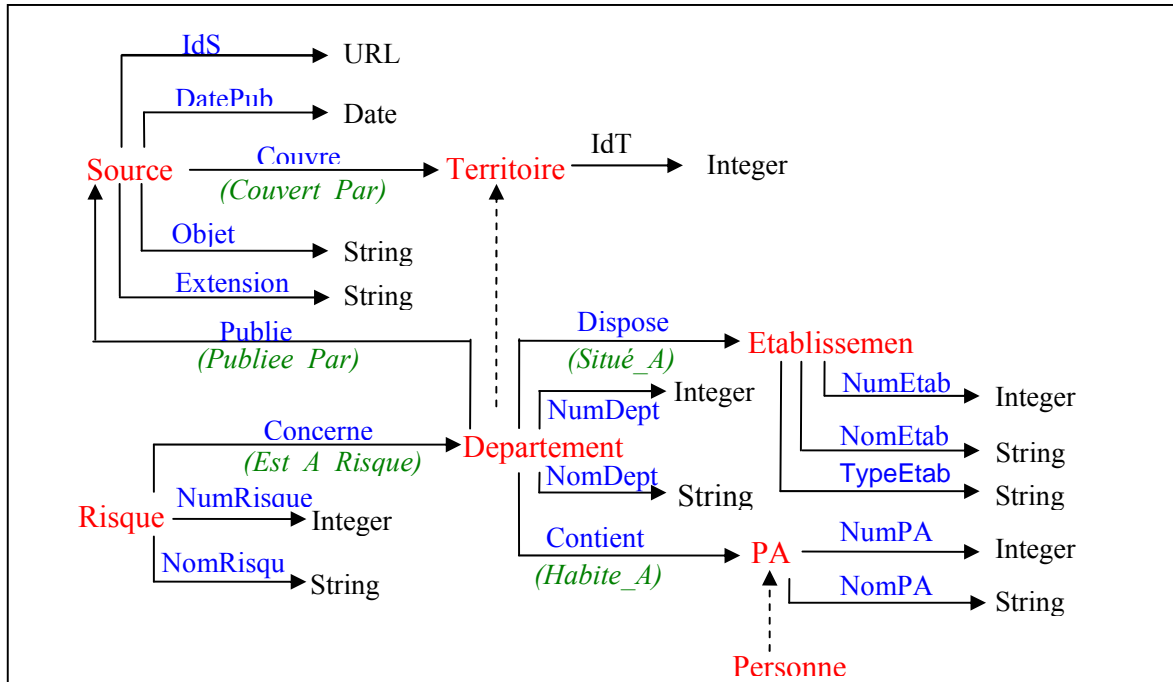 IdS
URL
DatePub
Date
Source
Couvre
(Couvert Par)
Territoire
IdT
Integer
Objet
String
Extension
String
Publie
(Publiee Par)
Dispose
(Situé_A)
Etablissemen
NumEtab
Integer
NomEtab
String
TypeEtab
String
Integer
NumDept
Concerne
(Est A Risque)
Departement
NomDept
String
Risque
NumRisque
Integer
NomRisqu
String
Contient
(Habite_A)
PA
NumPA
Integer
NomPA
String
Personne